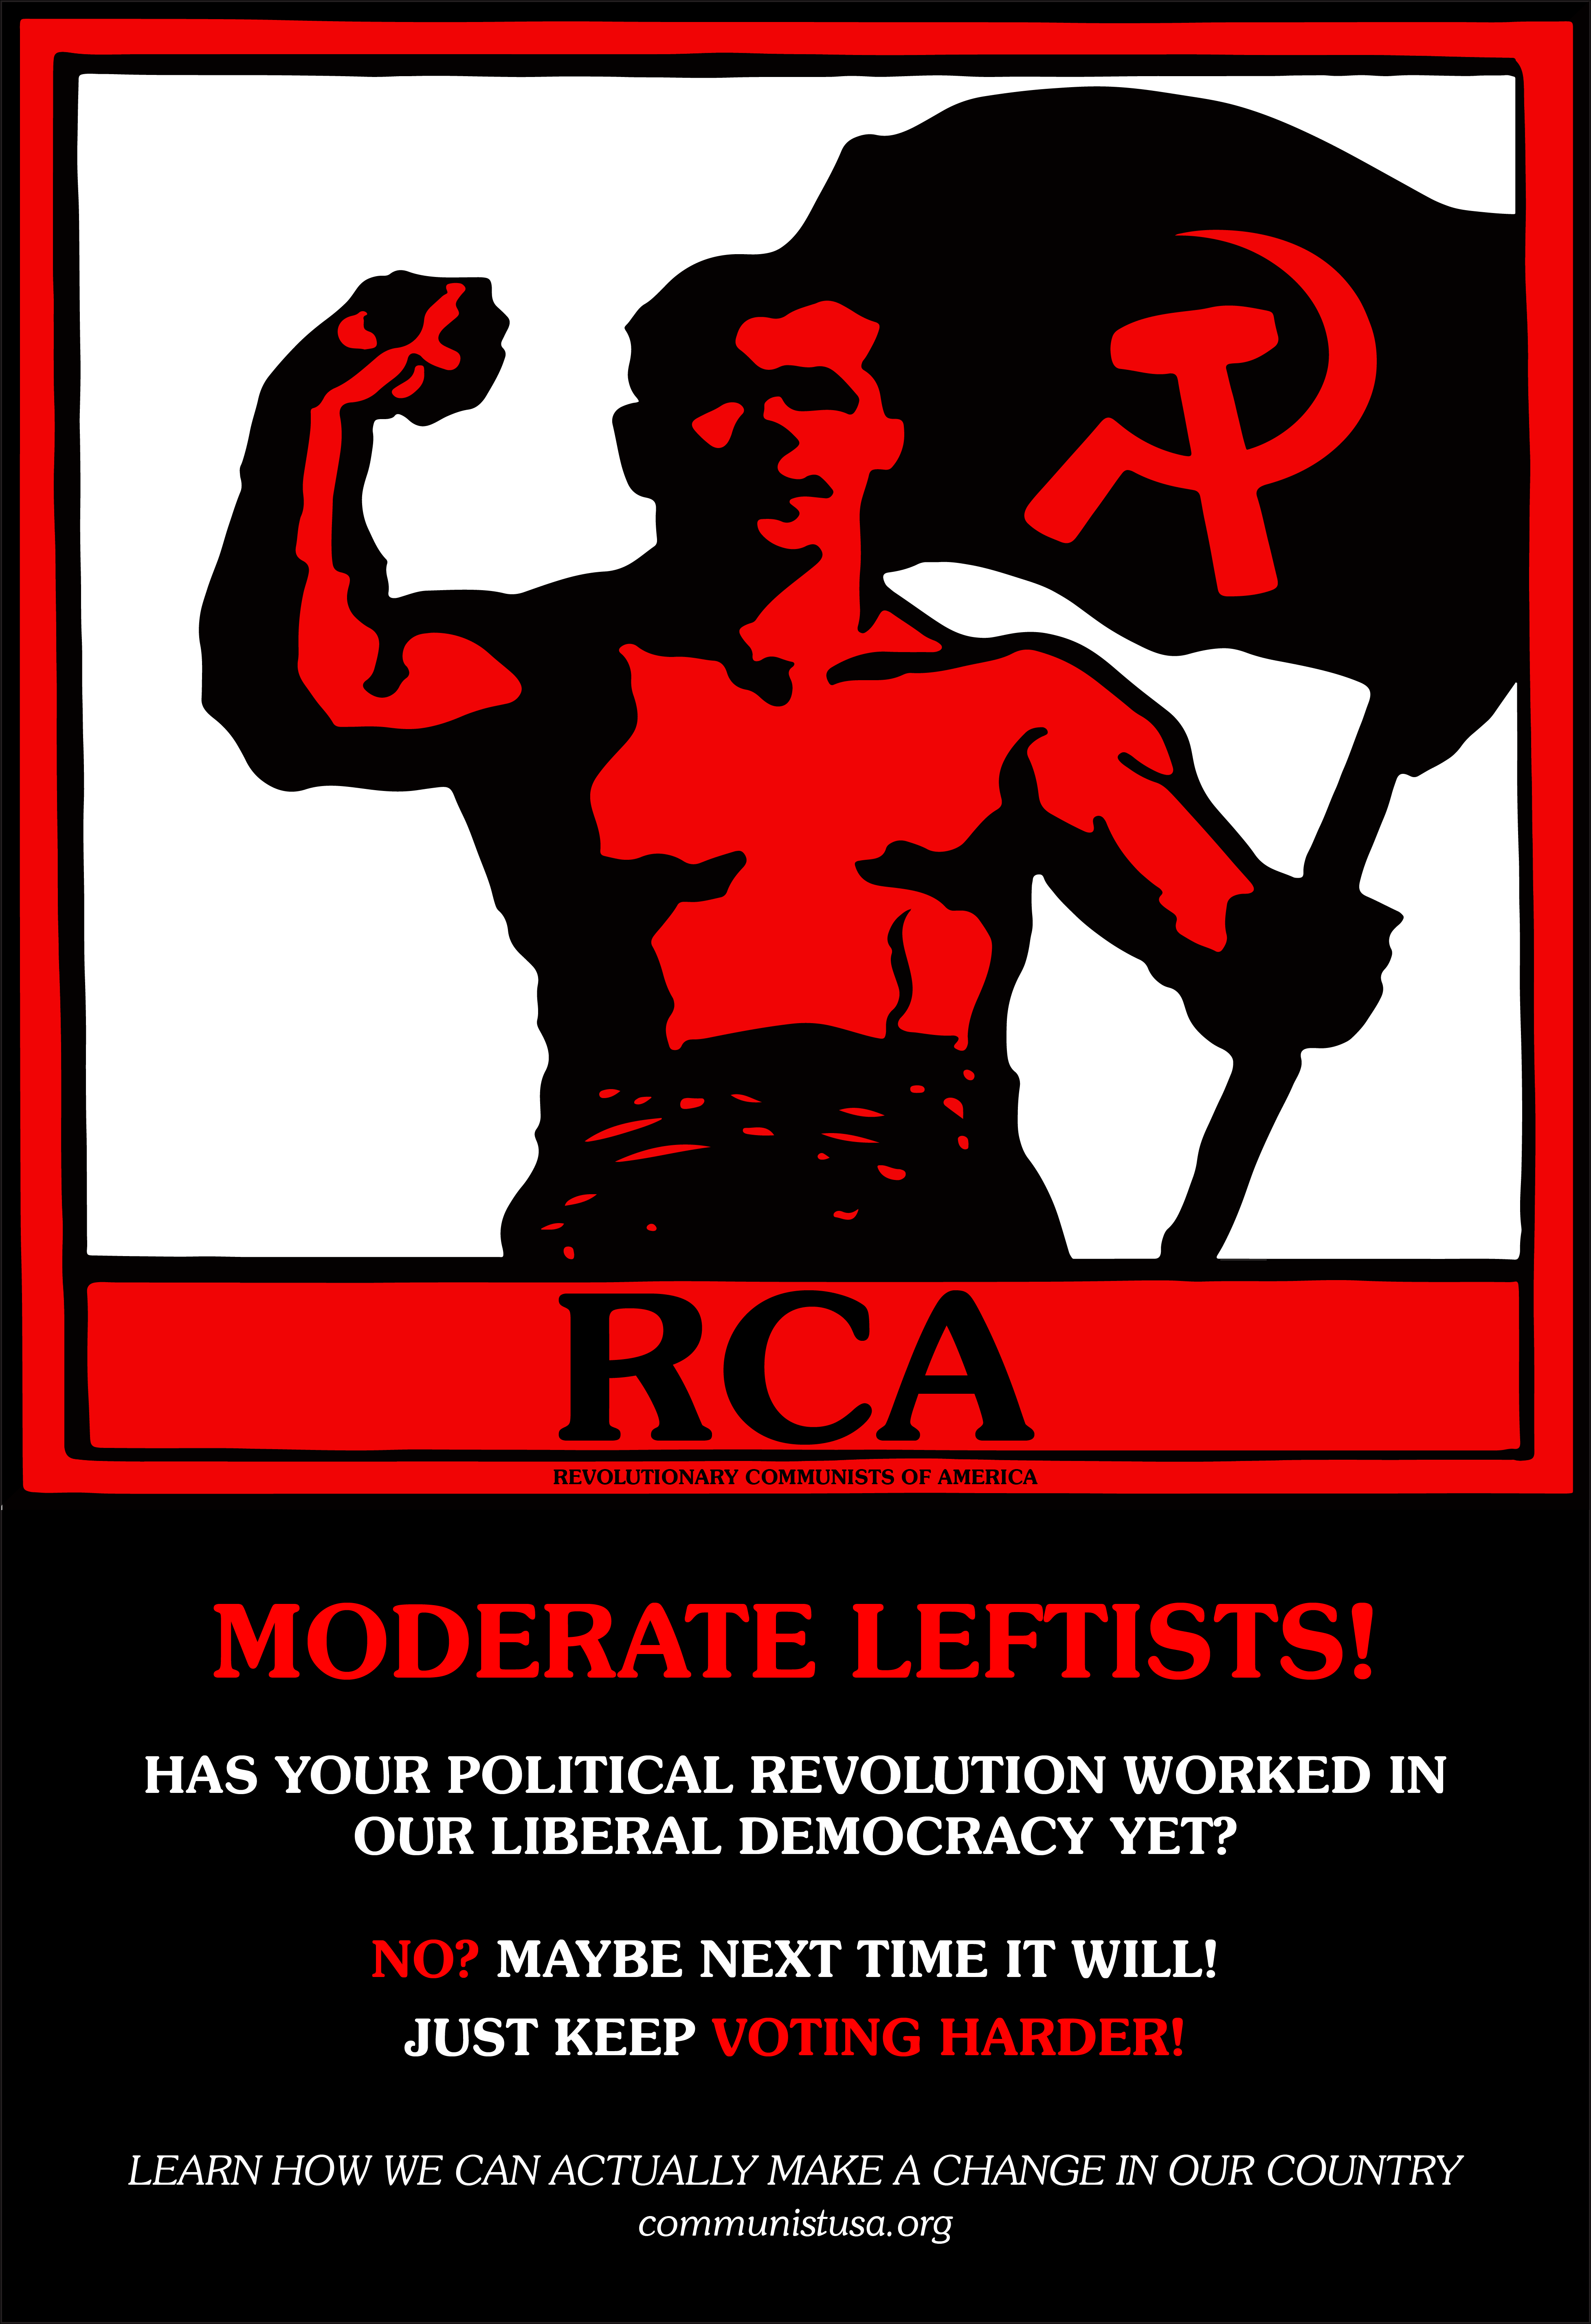 RCA
REVOLUTIONARY COMMUNISTS OF AMERICA
MODERATE LEFTISTS!
HAS YOUR POLITICAL REVOLUTION WORKED IN
OUR LIBERAL DEMOCRACY YET?
NO? MAYBE NEXT TIME IT WILL!
JUST KEEP VOTING HARDER!
LEARN HOW WE CAN ACTUALLY MAKE A CHANGE IN OUR COUNTRY
communistusa.org